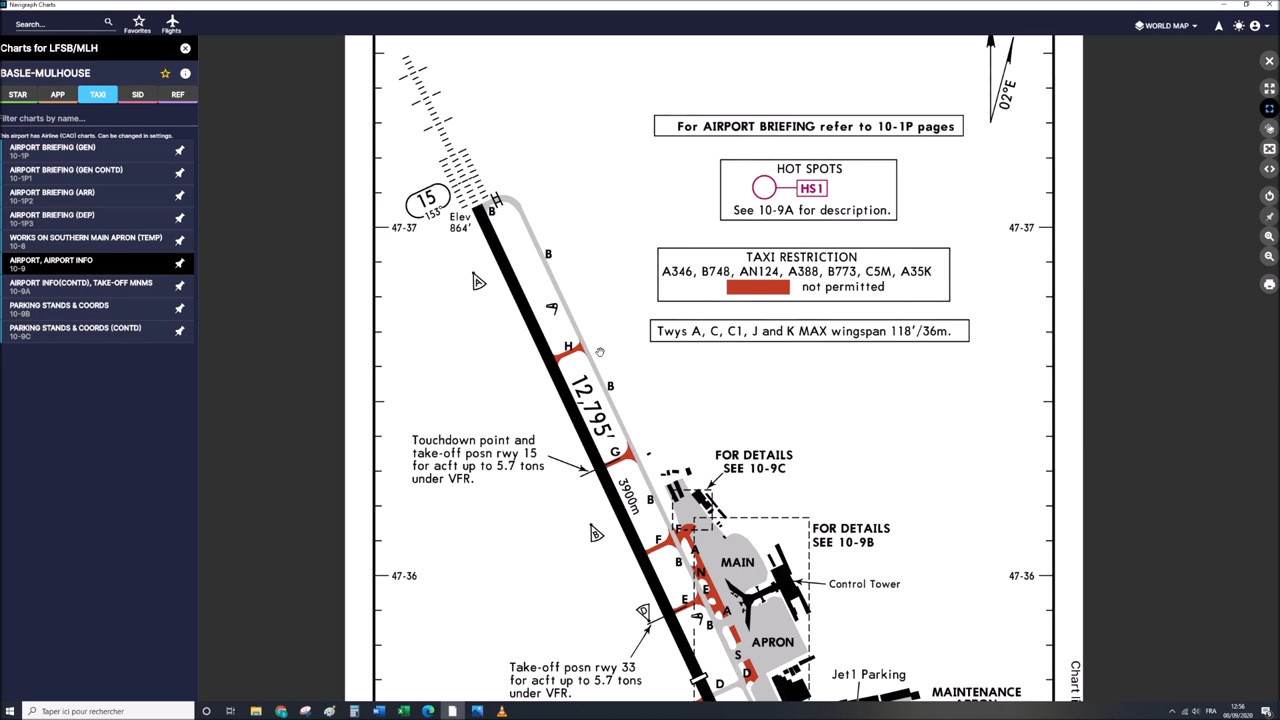 Navigraph Charts
Search...
Favorites
Flights
WORLD MAP
Charts for LFSB/MLH
BASLE-MULHOUSE
STAR
APP
TAXI
SID
REF
Filter charts by name...
This airport has Airline (CAO) charts. Can be changed in settings.
AIRPORT BRIEFING (GEN)
10-1P
AIRPORT BRIEFING (GEN CONTD)
10-1P1
AIRPORT BRIEFING (ARR)
10-1P2
AIRPORT BRIEFING (DEP)
10-1P3
WORKS ON SOUTHERN MAIN APRON (TEMP)
10-8
AIRPORT, AIRPORT INFO
10-9
AIRPORT INFO(CONTD), TAKE-OFF MNMS
10-9A
PARKING STANDS & COORDS
10-9B
PARKING STANDS & COORDS (CONTD)
10-9C
02°E
For AIRPORT BRIEFING refer to 10-1P pages
HOT SPOTS
HS1
See 10-9A for description.
TAXI RESTRICTION
A346, B748, AN124, A388, B773, C5M, A35K
not permitted
Twys A, C, C1, J and K MAX wingspan 118'/36m.
15
153°
Elev
864'
H
B
47-37
47-37
B
A
H
B
12,795'
G
3900m
B
Touchdown point and
take-off posn rwy 15
for acft up to 5.7 tons
under VFR.
FOR DETAILS
SEE 10-9C
FOR DETAILS
SEE 10-9B
B
F
F
A
B
N
E
E
A
B
S
D
D
D
MAIN
APRON
Control Tower
47-36
47-36
Take-off posn rwy 33
for acft up to 5.7 tons
under VFR.
Jet1 Parking
MAINTENANCE
APRON
Chart
Taper ici pour rechercher
FRA
12:56
08/09/2020